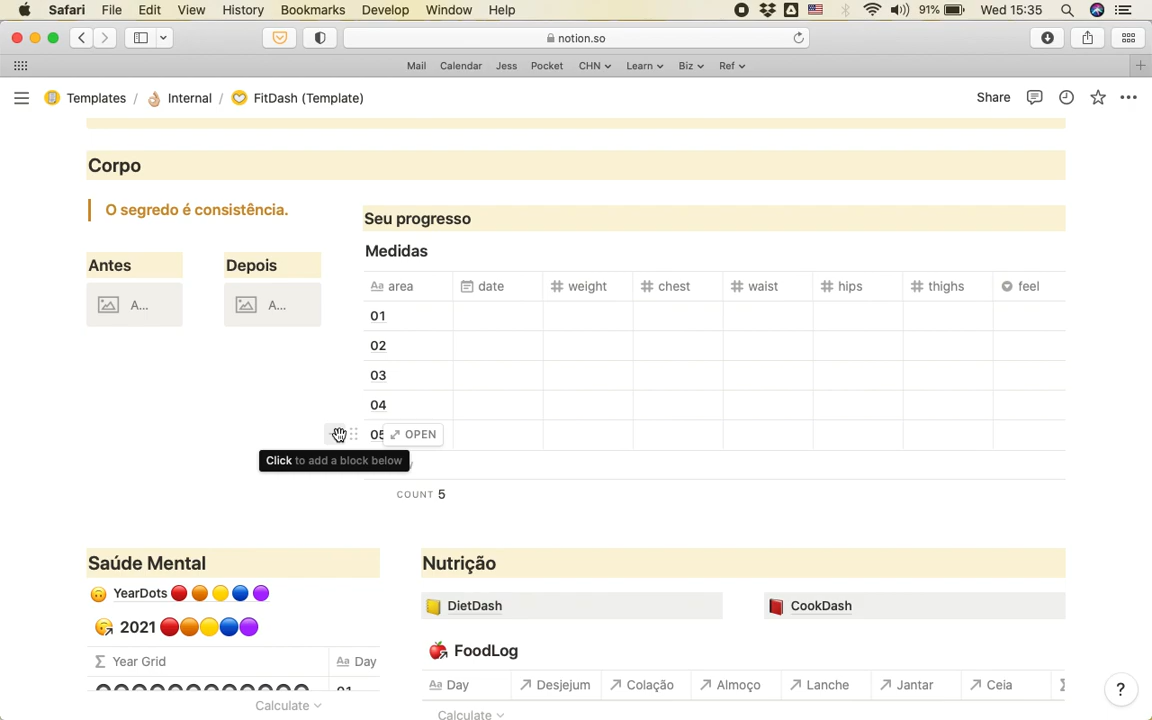 Safari File Edit View History Bookmarks Develop Window Help 91% Wed 15:35
notion.so
Mail Calendar Jess Pocket CHN Learn Biz Ref
Templates / Internal / FitDash (Template) Share
Corpo
O segredo é consistência.
Seu progresso
Medidas
Antes Depois
A... A...
area date weight chest waist hips thighs feel
01
02
03
04
05 OPEN
Click to add a block below
COUNT 5
Saúde Mental
Nutrição
YearDots
DietDash CookDash
2021
FoodLog
Year Grid Day
Day Desjejum Colação Almoço Lanche Jantar Ceia
01
Calculate
Calculate
?